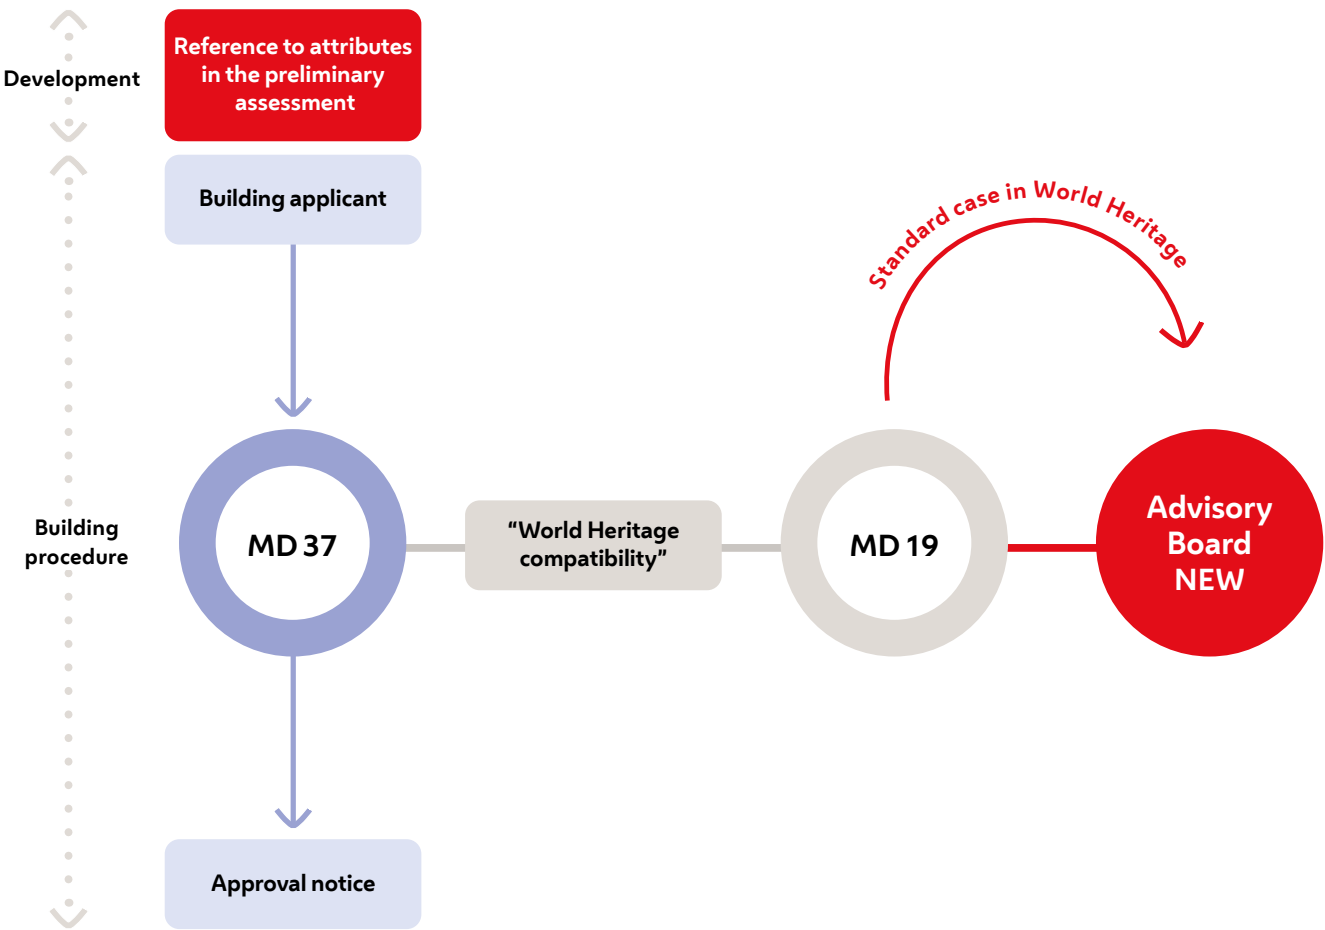 Development
Reference to attributes
in the preliminary
assessment
Building applicant
Standard case in World Heritage
Building
procedure
MD 37
“World Heritage
compatibility”
MD 19
Advisory
Board
NEW
Approval notice